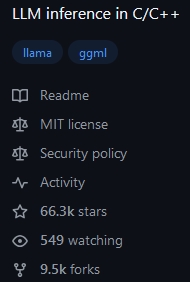 LLM inference in C/C++
llama ggml
Readme
MIT license
Security policy
Activity
66.3k stars
549 watching
9.5k forks